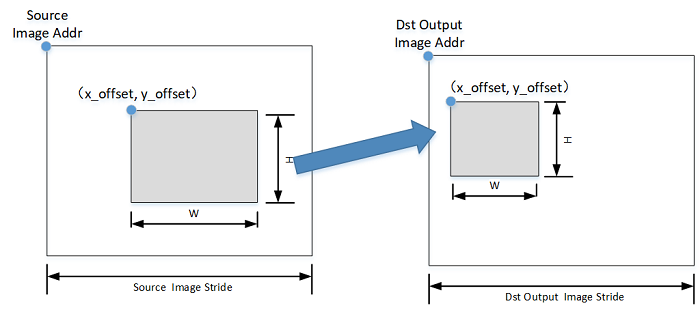 Source
Image Addr
(x_offset, y_offset)
H
W
Source Image Stride
Dst Output
Image Addr
(x_offset, y_offset)
H
W
Dst Output Image Stride